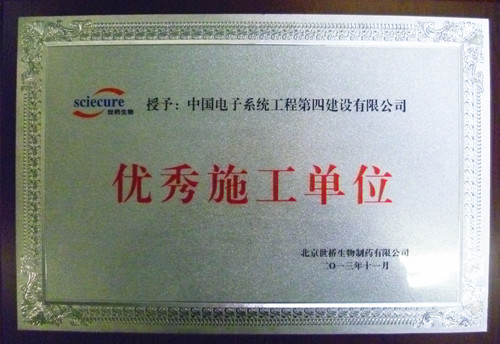 sciecure
世桥生物
授予：中国电子系统工程第四建设有限公司
优秀施工单位
北京世桥生物制药有限公司
二〇一三年十一月